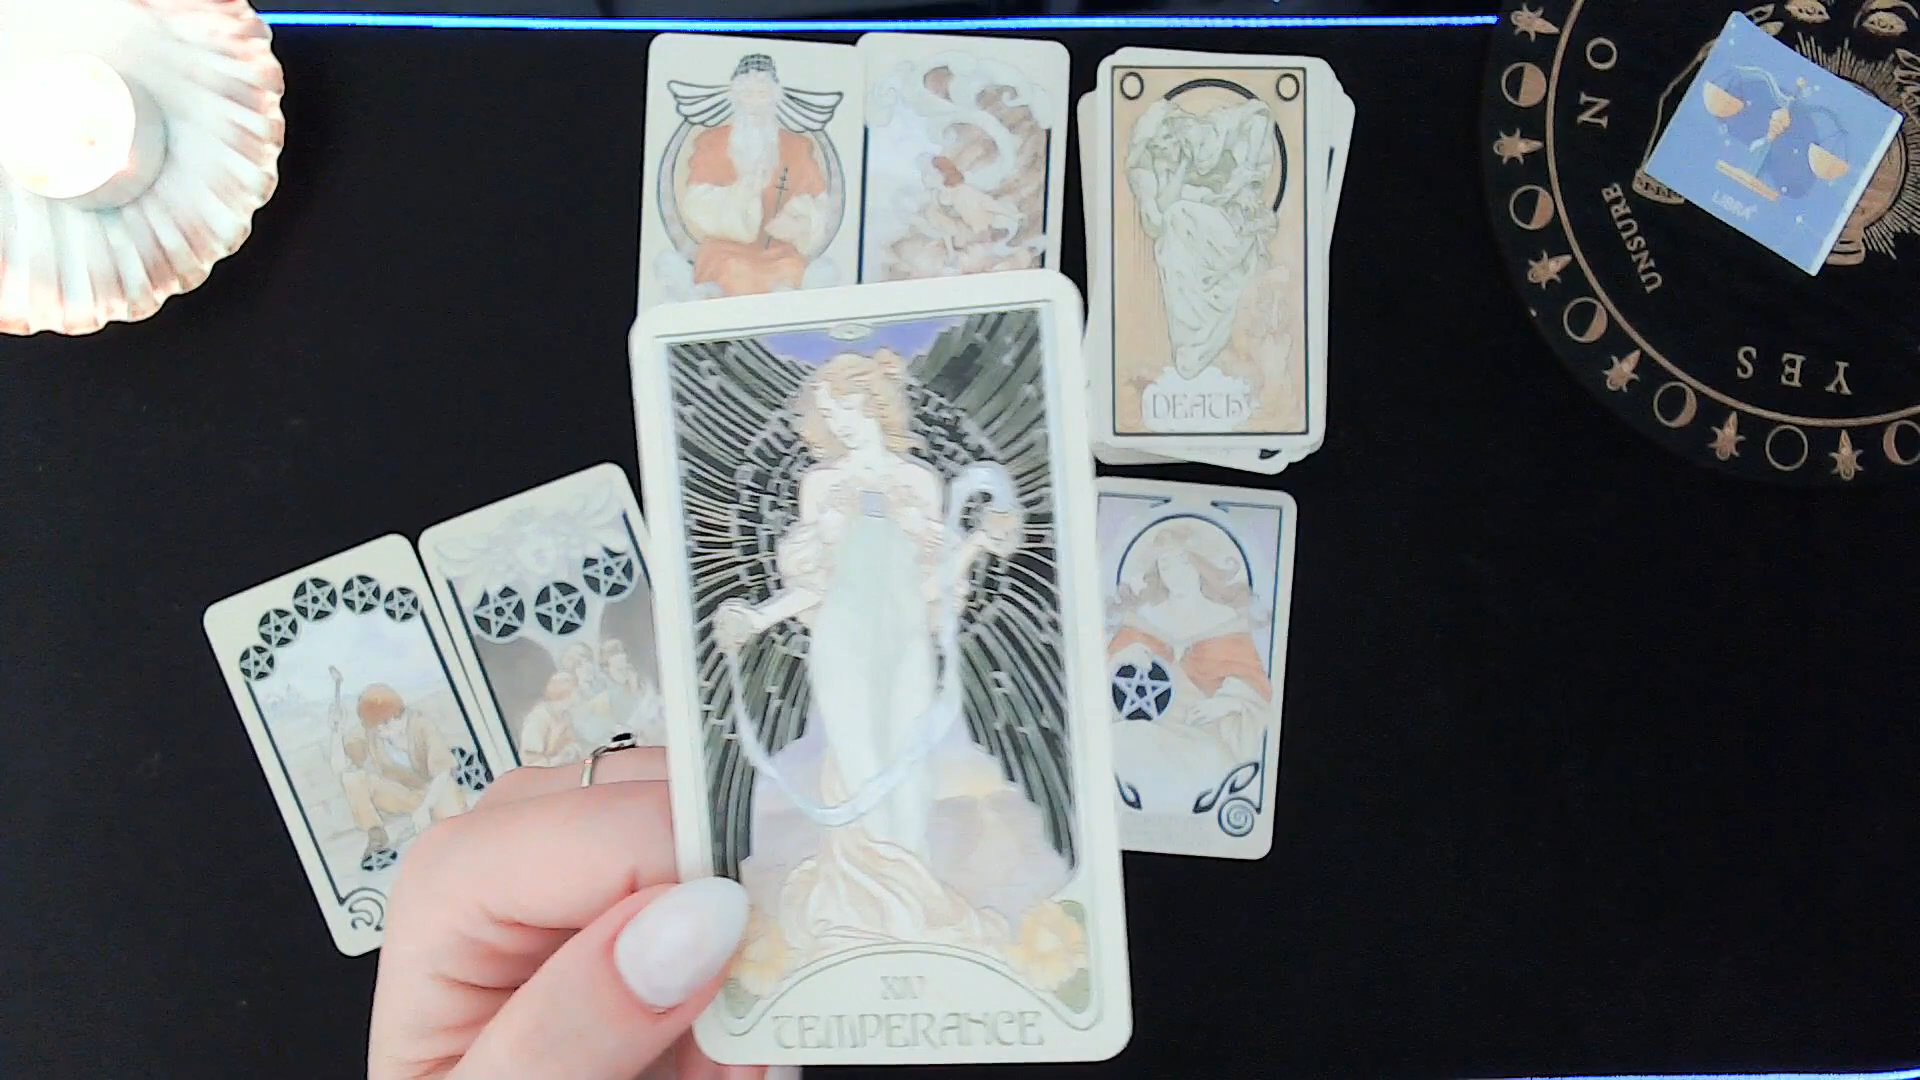 NO
UNSURE
YES
LIBRA
DEATH
XIV
TEMPERANCE